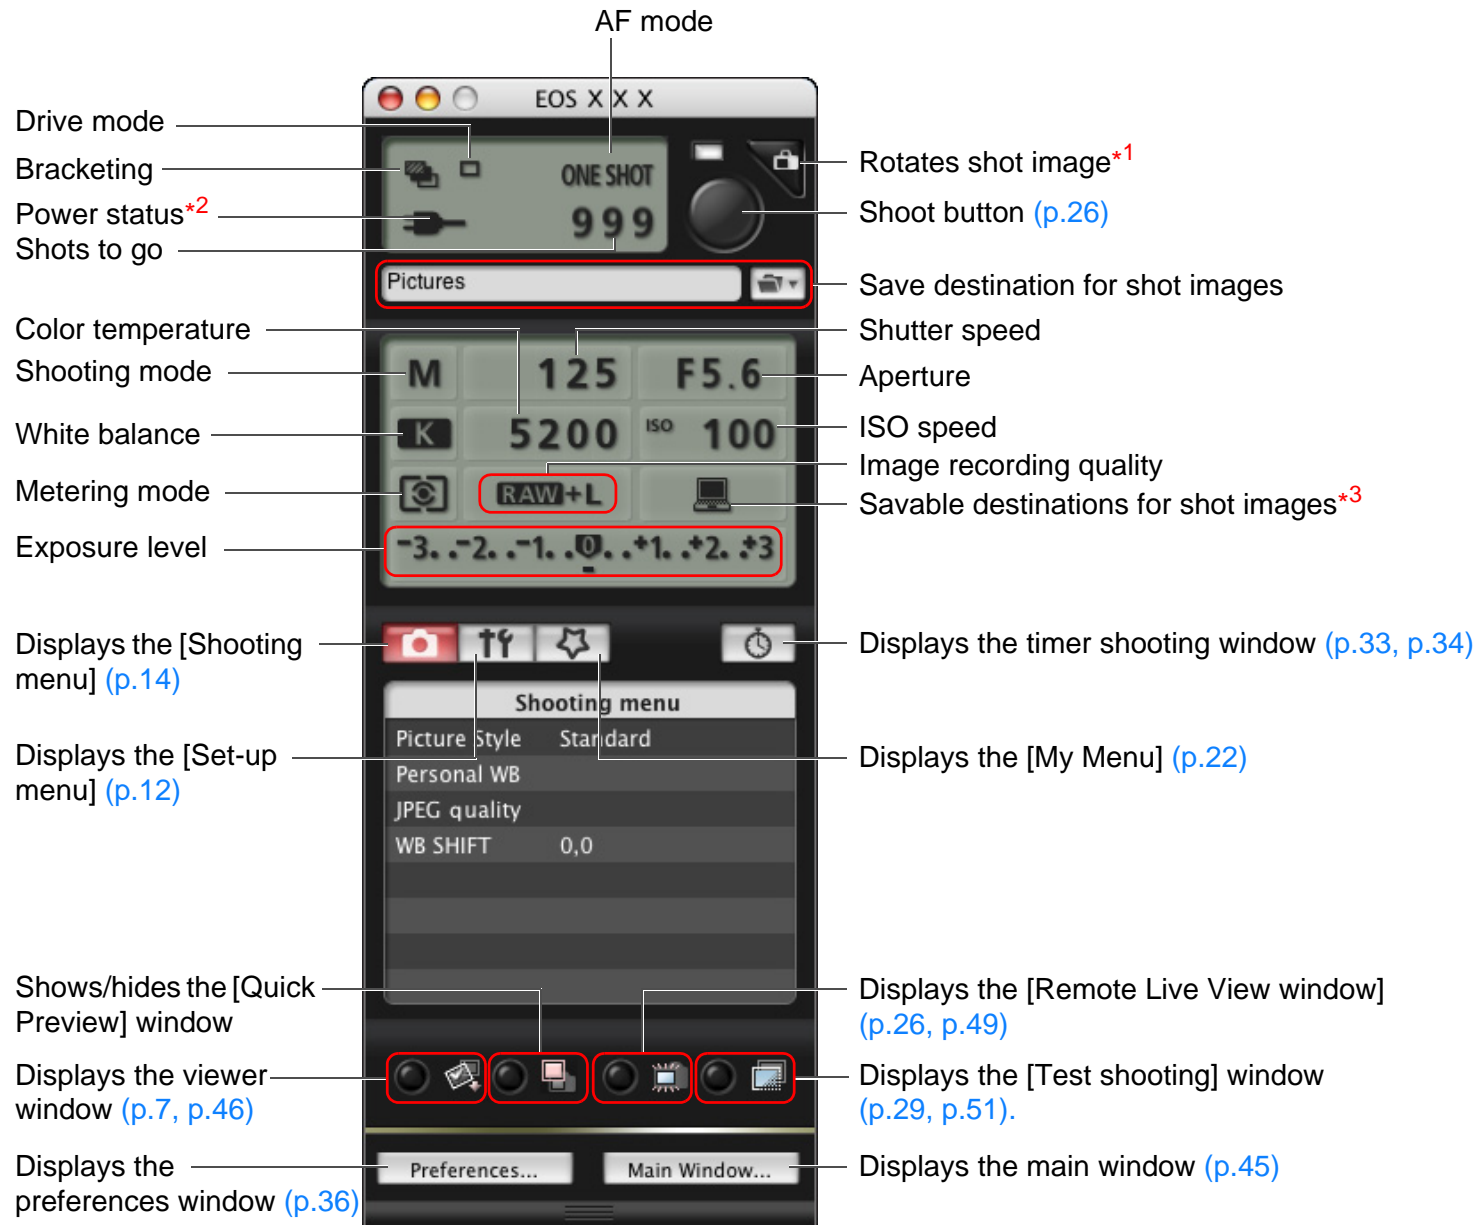 AF mode
EOS X X X
Drive mode
Bracketing
Power status*2
Shots to go
ONE SHOT
999
Rotates shot image*1
Shoot button (p.26)
Pictures
Save destination for shot images
Color temperature
Shooting mode
White balance
Metering mode
Exposure level
M 125 F5.6
K 5200 ISO 100
RAW+L
-3. .-2. .-1. .0. .+1. .+2. .+3
Shutter speed
Aperture
ISO speed
Image recording quality
Savable destinations for shot images*3
Displays the [Shooting
menu] (p.14)
Displays the timer shooting window (p.33, p.34)
Shooting menu
Picture Style Standard
Personal WB
JPEG quality
WB SHIFT 0,0
Displays the [Set-up
menu] (p.12)
Displays the [My Menu] (p.22)
Shows/hides the [Quick
Preview] window
Displays the [Remote Live View window]
(p.26, p.49)
Displays the viewer
window (p.7, p.46)
Displays the [Test shooting] window
(p.29, p.51).
Displays the
preferences window (p.36)
Preferences...
Main Window...
Displays the main window (p.45)